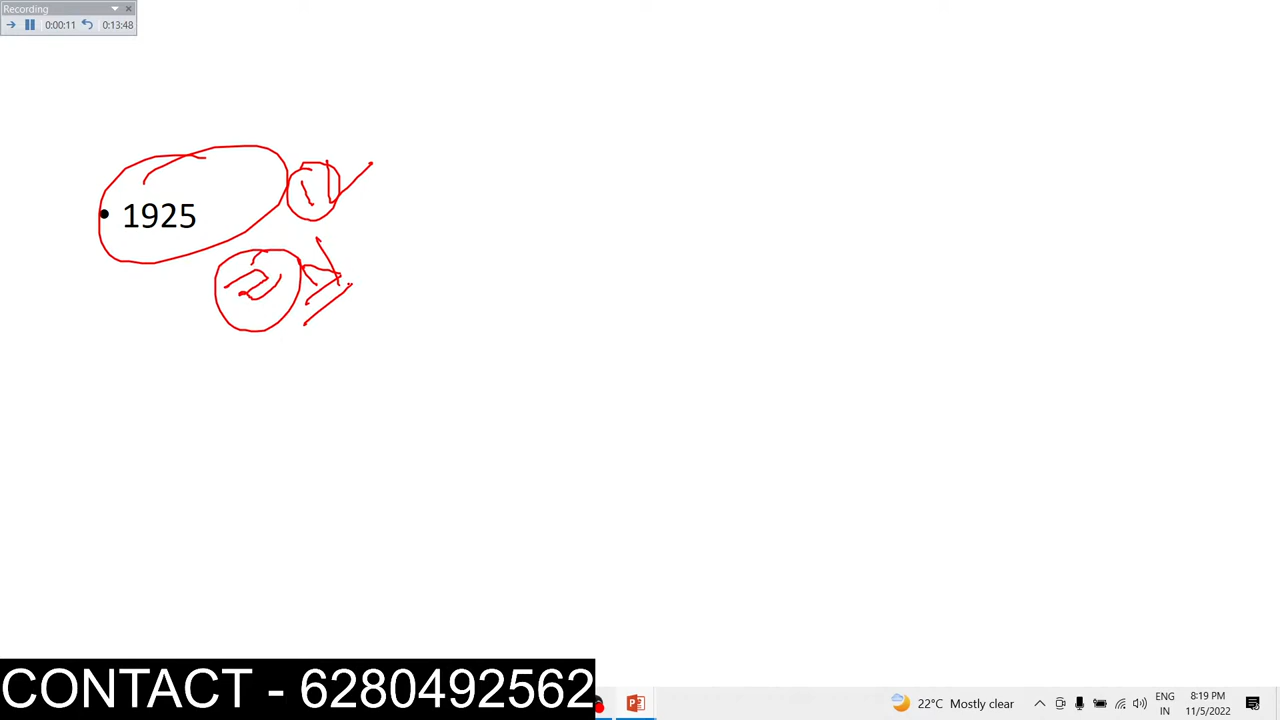 Recording
0:00:11 0:13:48
• 1925
CONTACT - 6280492562
22°C Mostly clear
ENG
IN
8:19 PM
11/5/2022